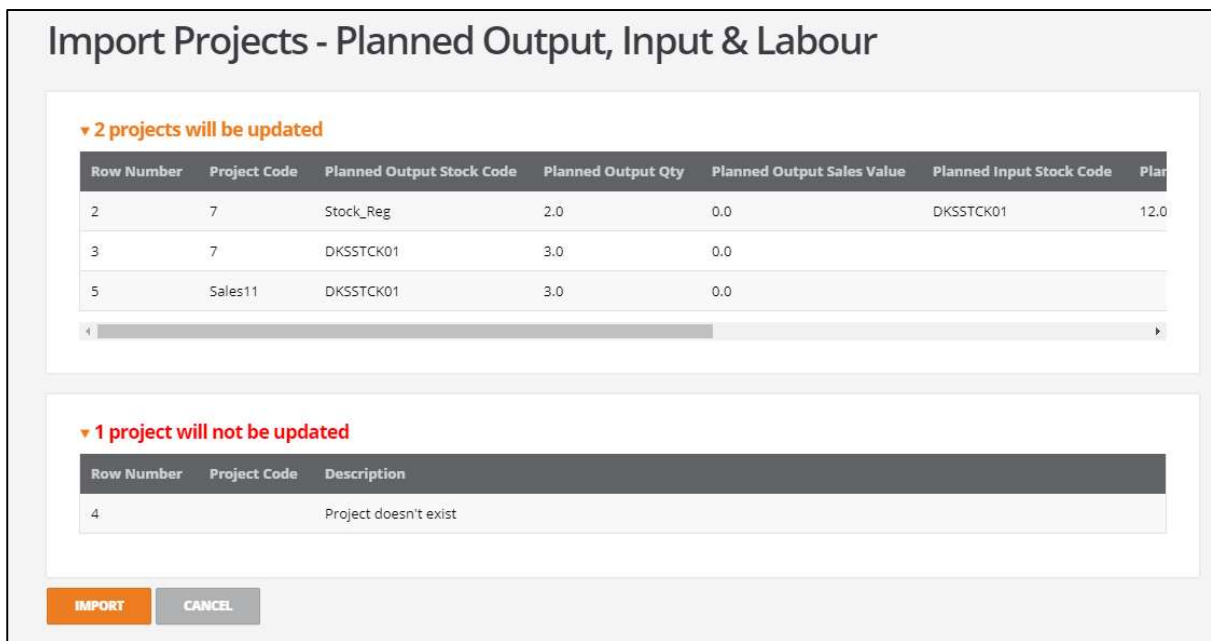 Import Projects - Planned Output, Input & Labour
2 projects will be updated
Row Number Project Code Planned Output Stock Code Planned Output Qty Planned Output Sales Value Planned Input Stock Code Plan
2 7 Stock_Reg 2.0 0.0 DKSSTCK01 12.0
3 7 DKSSTCK01 3.0 0.0
5 Sales11 DKSSTCK01 3.0 0.0
1 project will not be updated
Row Number Project Code Description
4 Project doesn't exist
IMPORT CANCEL